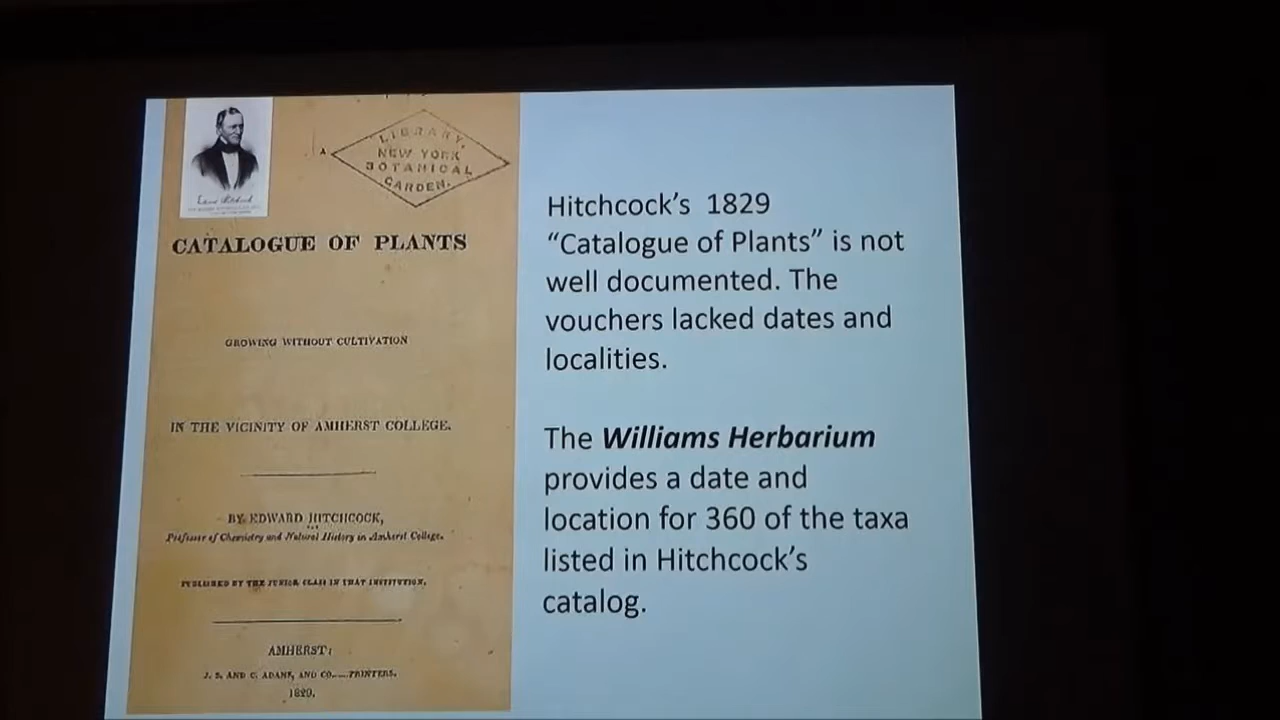 LIBRARY,
NEW YORK
BOTANICAL
GARDEN.
CATALOGUE OF PLANTS
GROWING WITHOUT CULTIVATION
IN THE VICINITY OF AMHERST COLLEGE.
BY EDWARD HITCHCOCK,
Professor of Chemistry and Natural History in Amherst College.
PUBLISHED BY THE JUNIOR CLASS IN THAT INSTITUTION.
AMHERST:
J. S. AND C. ADAMS, AND CO.....PRINTERS.
1829.
Hitchcock’s 1829
“Catalogue of Plants” is not
well documented. The
vouchers lacked dates and
localities.
The Williams Herbarium
provides a date and
location for 360 of the taxa
listed in Hitchcock’s
catalog.